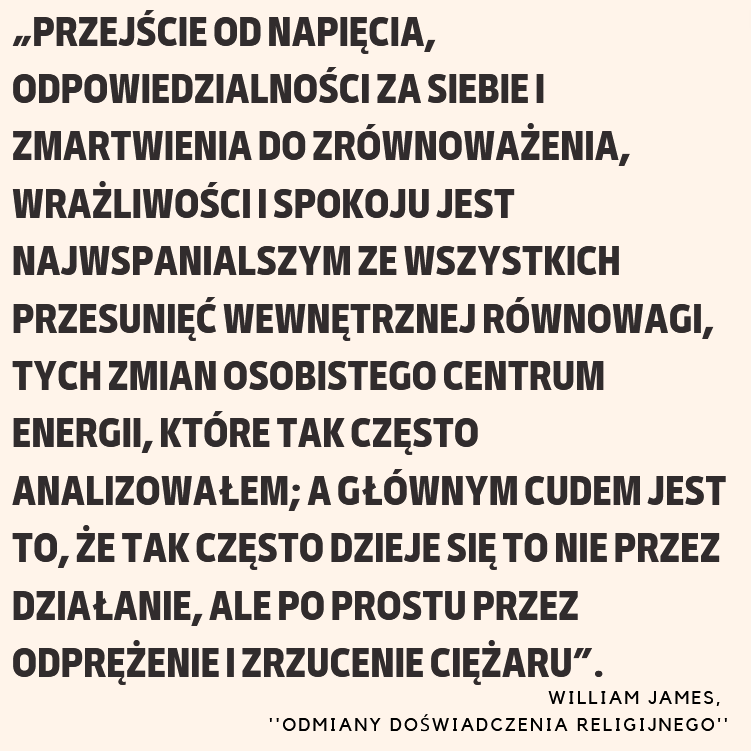 „PRZEJŚCIE OD NAPIĘCIA,
ODPOWIEDZIALNOŚCI ZA SIEBIE I
ZMARTWIENIA DO ZRÓWNOWAŻENIA,
WRAŻLIWOŚCI I SPOKOJU JEST
NAJWSPANIALSZYM ZE WSZYSTKICH
PRZESUNIĘĆ WEWNĘTRZNEJ RÓWNOWAGI,
TYCH ZMIAN OSOBISTEGO CENTRUM
ENERGII, KTÓRE TAK CZĘSTO
ANALIZOWAŁEM; A GŁÓWNYM CUDEM JEST
TO, ŻE TAK CZĘSTO DZIEJE SIĘ TO NIE PRZEZ
DZIAŁANIE, ALE PO PROSTU PRZEZ
ODPRĘŻENIE I ZRZUCENIE CIĘŻARU”.
WILLIAM JAMES,
''ODMIANY DOŚWIADCZENIA RELIGIJNEGO''